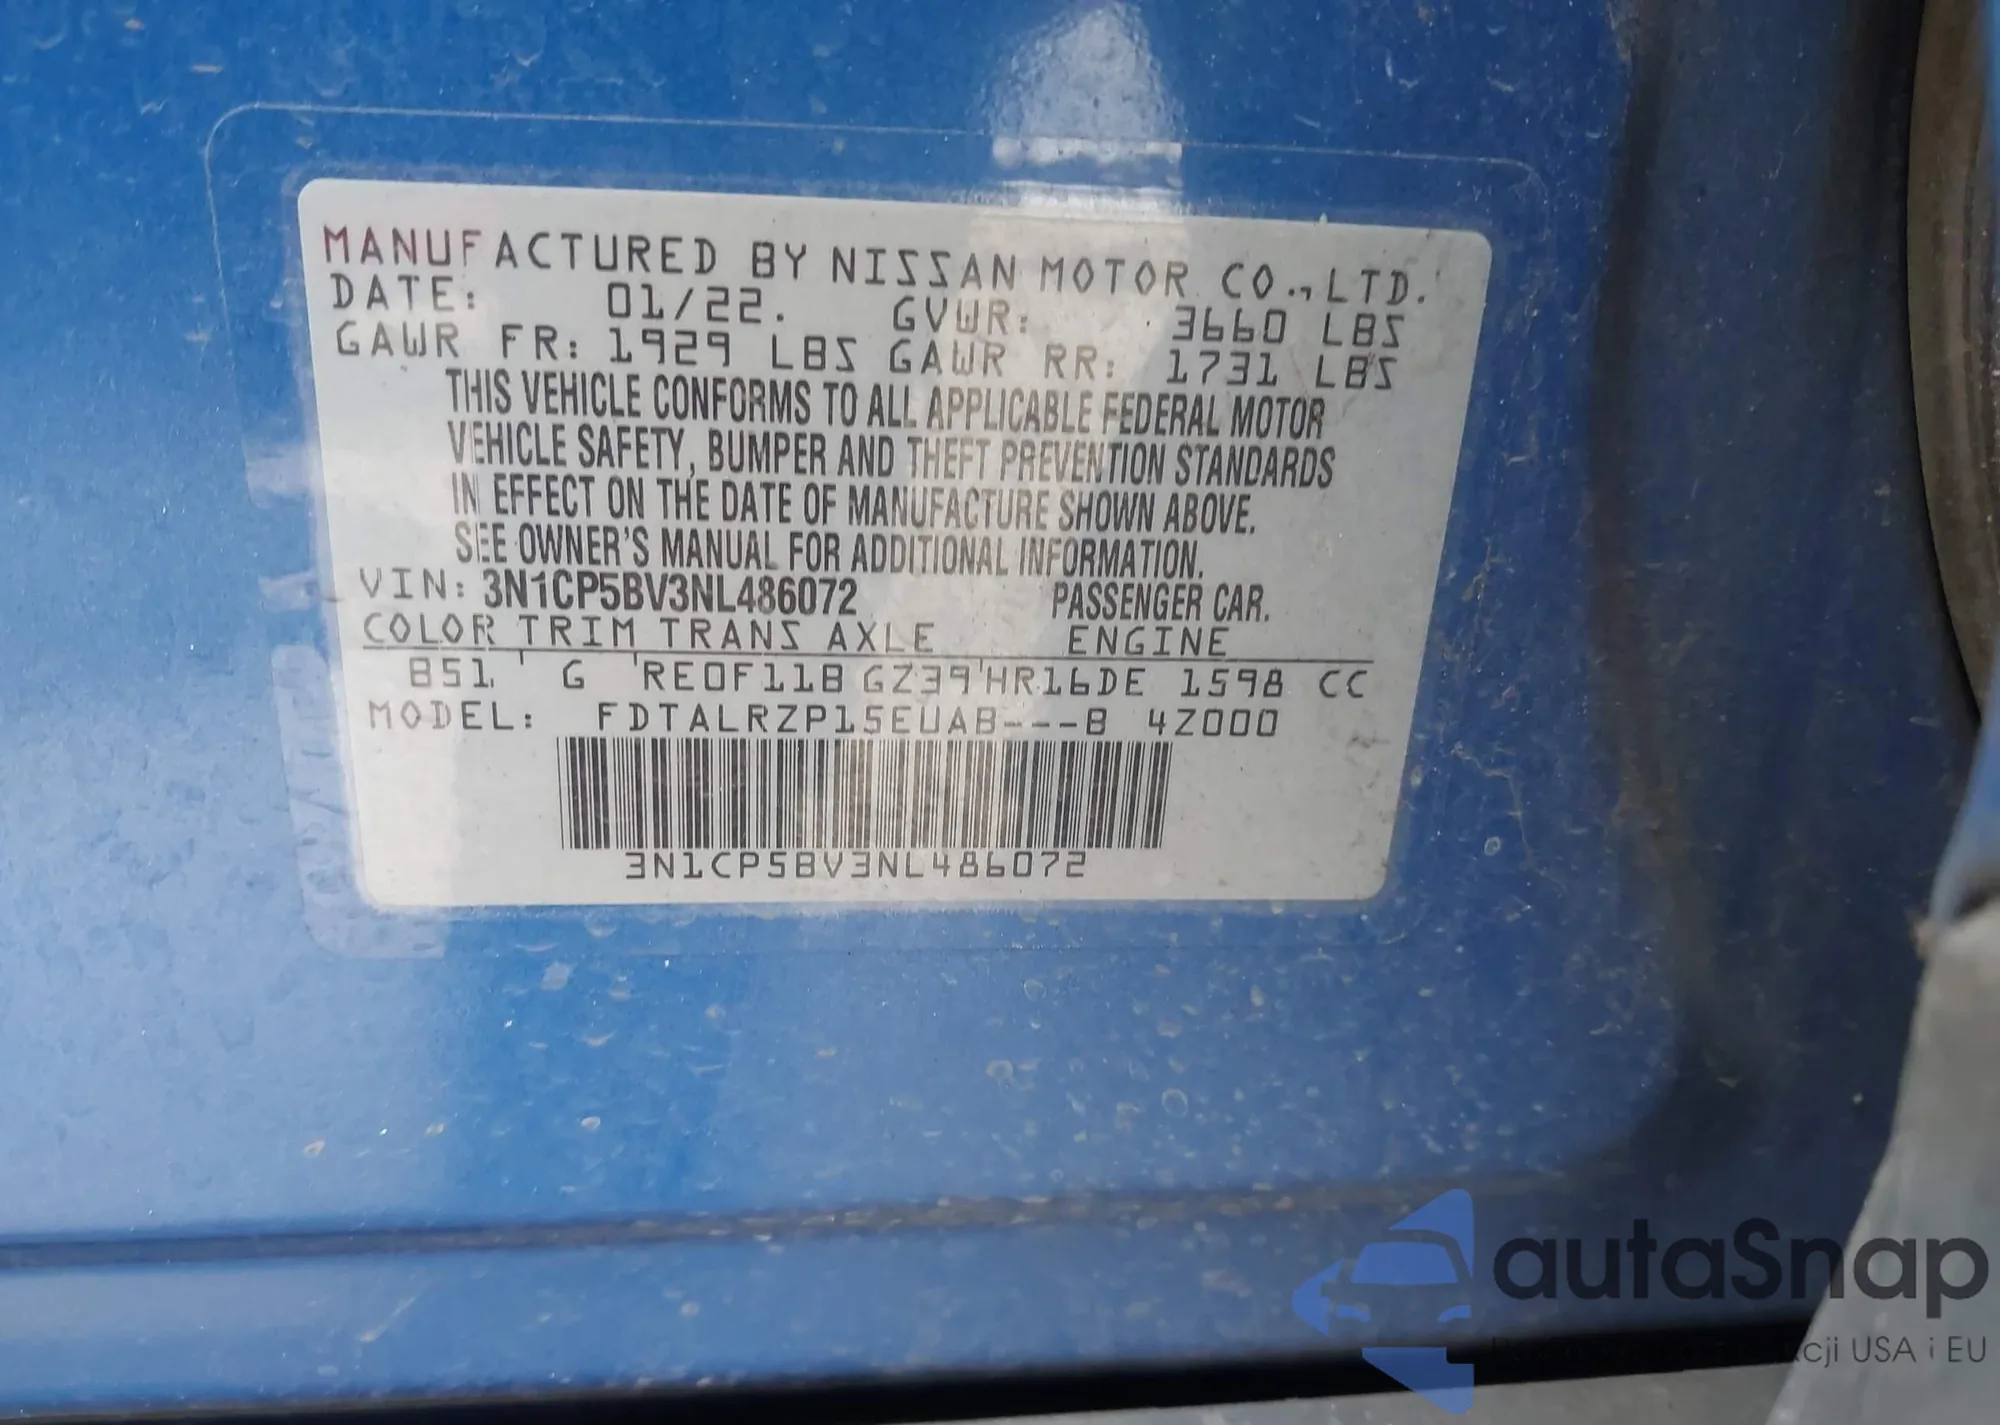 MANUFACTURED BY NISSAN MOTOR CO., LTD.
DATE: 01/22. GVWR: 3660 LBS
GAWR FR: 1929 LBS GAWR RR: 1731 LBS
THIS VEHICLE CONFORMS TO ALL APPLICABLE FEDERAL MOTOR
VEHICLE SAFETY, BUMPER AND THEFT PREVENTION STANDARDS
IN EFFECT ON THE DATE OF MANUFACTURE SHOWN ABOVE.
SEE OWNER'S MANUAL FOR ADDITIONAL INFORMATION.
VIN: 3N1CP5BV3NL486072 PASSENGER CAR.
COLOR TRIM TRANS AXLE ENGINE
B51 G RE0F11B GZ39 HR16DE 1598 CC
MODEL: FDTALRZP15EUAB---B 4Z000
3N1CP5BV3NL486072
autaSnap
USA i EU